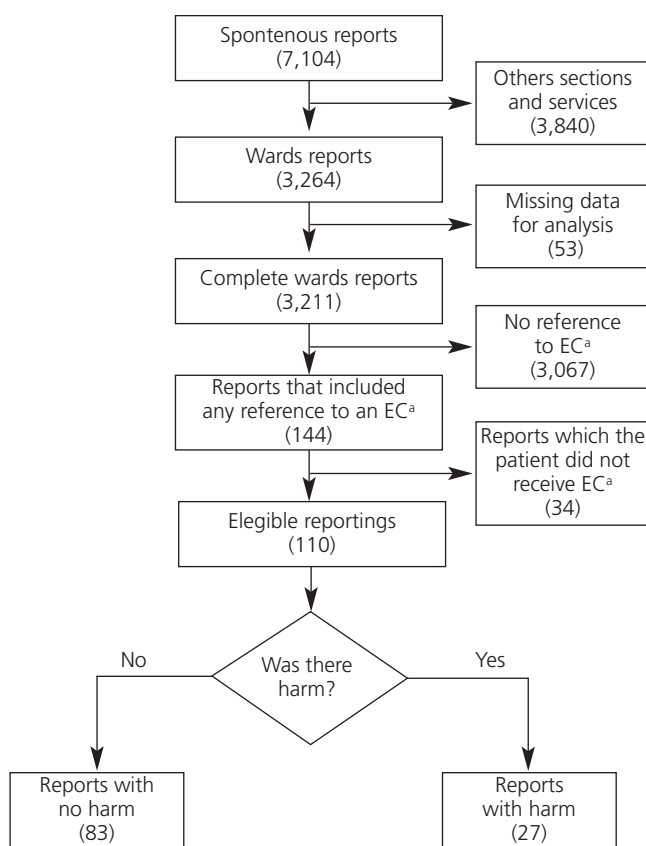 Spontenous reports
(7,104)
Others sections
and services
(3,840)
Wards reports
(3,264)
Missing data
for analysis
(53)
Complete wards reports
(3,211)
No reference
to ECᵃ
(3,067)
Reports that included
any reference to an ECᵃ
(144)
Reports which the
patient did not
receive ECᵃ
(34)
Elegible reportings
(110)
Was there
harm?
No
Yes
Reports with
no harm
(83)
Reports
with harm
(27)